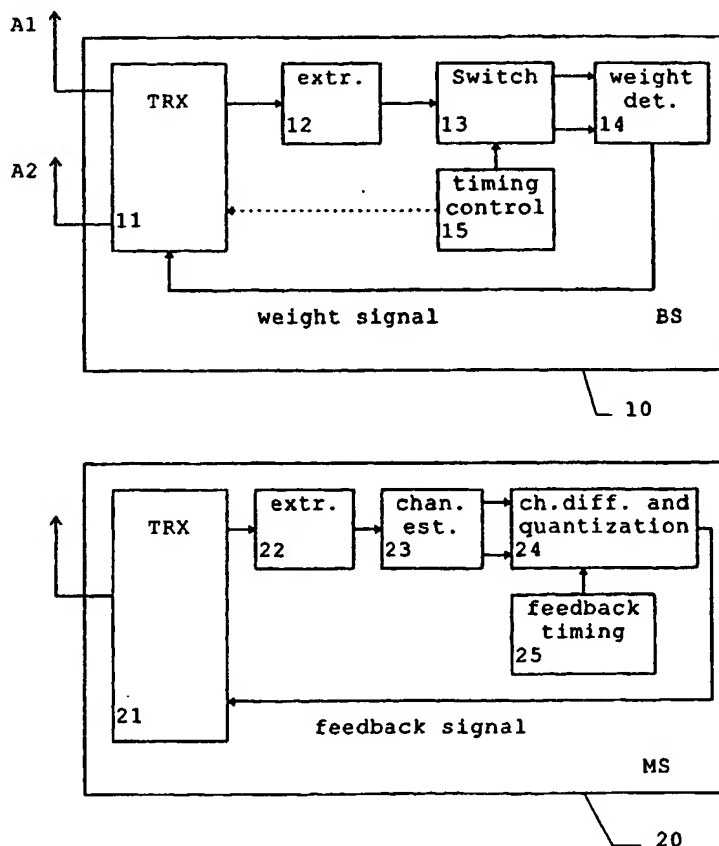 A1
TRX
extr.
12
Switch
13
weight
det.
14
A2
11
timing
control
15
weight signal
BS
10
TRX
extr.
22
chan.
est.
23
ch.diff. and
quantization
24
feedback
timing
25
21
feedback signal
MS
20